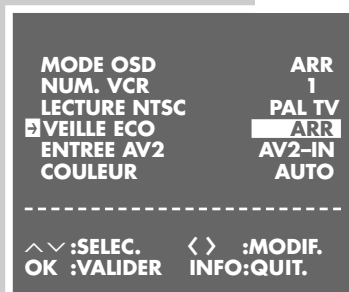 MODE OSD ARR
NUM. VCR 1
LECTURE NTSC PAL TV
VEILLE ECO ARR
ENTREE AV2 AV2–IN
COULEUR AUTO
:SELEC. :MODIF.
OK :VALIDER INFO:QUIT.